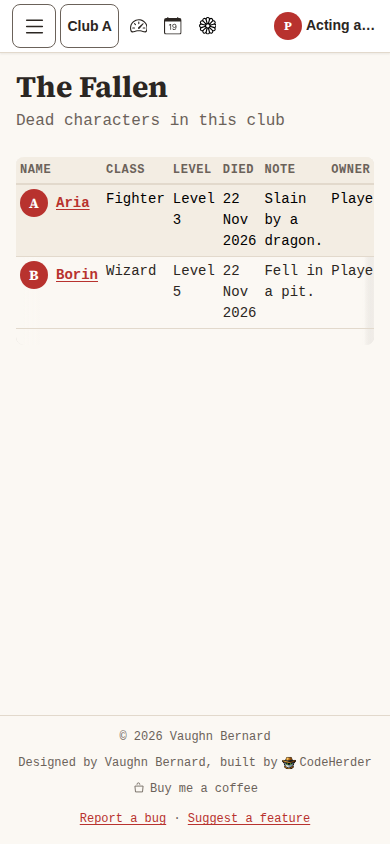 Club A 19 P Acting a...
The Fallen
Dead characters in this club
NAME CLASS LEVEL DIED NOTE OWNER
A Aria Fighter Level 3 22 Nov 2026 Slain by a dragon. Playe
B Borin Wizard Level 5 22 Nov 2026 Fell in a pit. Playe
© 2026 Vaughn Bernard
Designed by Vaughn Bernard, built by CodeHerder
Buy me a coffee
Report a bug · Suggest a feature